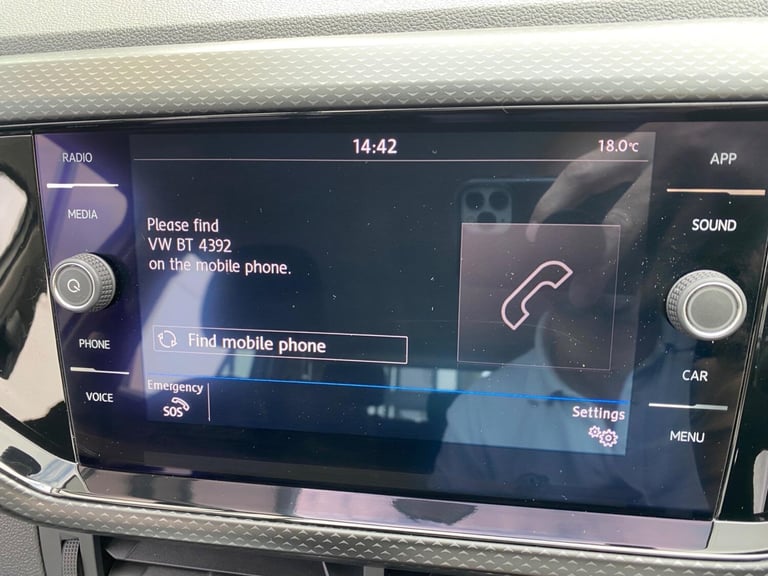 14:42
18.0°C
RADIO
APP
MEDIA
SOUND
Please find
VW BT 4392
on the mobile phone.
PHONE
Find mobile phone
CAR
VOICE
Emergency
SOS
Settings
MENU